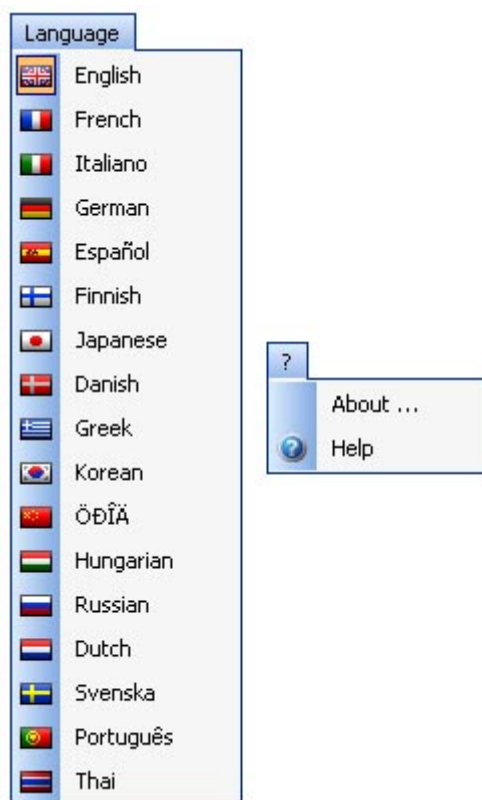 Language
English
French
Italiano
German
Español
Finnish
Japanese
Danish
Greek
Korean
ÖÐÎÄ
Hungarian
Russian
Dutch
Svenska
Português
Thai
?
About ...
Help